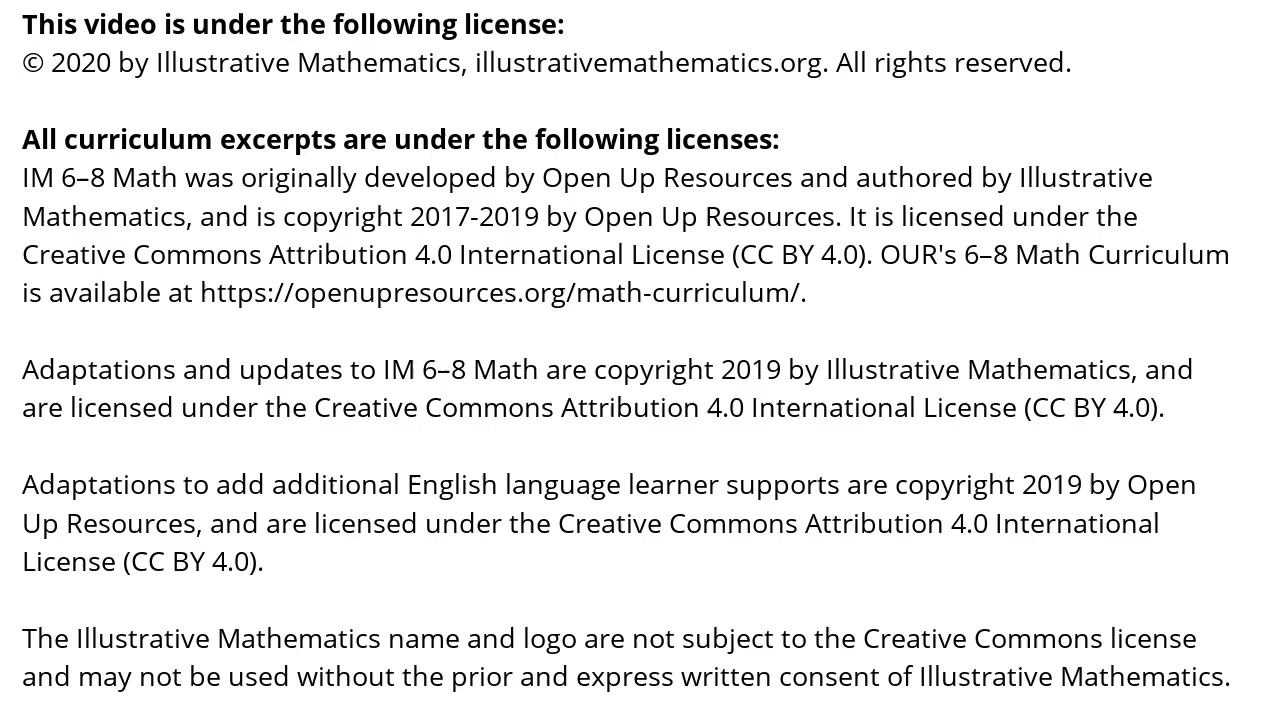 This video is under the following license:
© 2020 by Illustrative Mathematics, illustrativemathematics.org. All rights reserved.
All curriculum excerpts are under the following licenses:
IM 6–8 Math was originally developed by Open Up Resources and authored by Illustrative
Mathematics, and is copyright 2017-2019 by Open Up Resources. It is licensed under the
Creative Commons Attribution 4.0 International License (CC BY 4.0). OUR's 6–8 Math Curriculum
is available at https://openupresources.org/math-curriculum/.
Adaptations and updates to IM 6–8 Math are copyright 2019 by Illustrative Mathematics, and
are licensed under the Creative Commons Attribution 4.0 International License (CC BY 4.0).
Adaptations to add additional English language learner supports are copyright 2019 by Open
Up Resources, and are licensed under the Creative Commons Attribution 4.0 International
License (CC BY 4.0).
The Illustrative Mathematics name and logo are not subject to the Creative Commons license
and may not be used without the prior and express written consent of Illustrative Mathematics.